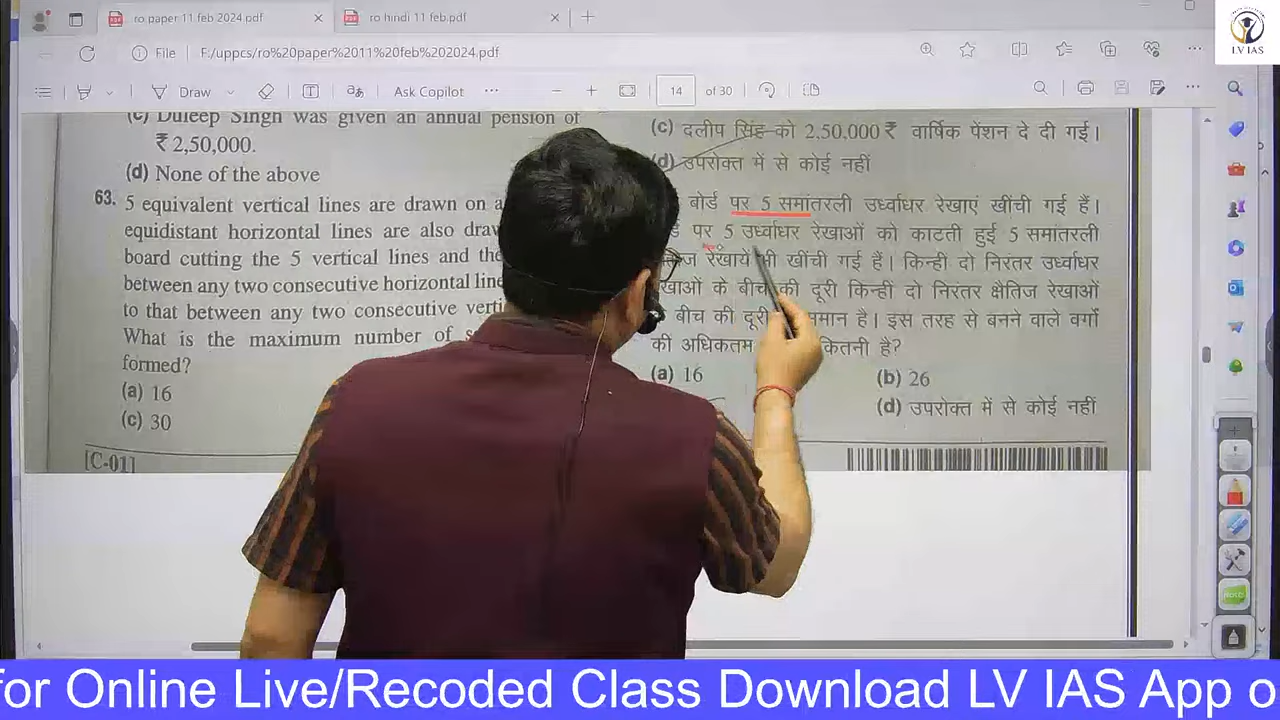 ro paper 11 feb 2024 pdf
ro hindi 11 feb.pdf
LV IAS
File
F:/uppcs/ro%20paper%2011%20feb%202024.pdf
Draw
Ask Copilot
14
of 30
(c) Duleep Singh was given an annual pension of
₹ 2,50,000.
(d) None of the above
63. 5 equivalent vertical lines are drawn on a
equidistant horizontal lines are also
board cutting the 5 vertical lines and
between any two consecutive horizontal
to that between any two consecutive
What is the maximum number of
formed?
(a) 16
(c) 30
[C-01]
(c) दलीप सिंह को 2,50,000 ₹ वार्षिक पेंशन दे दी गई।
(d) उपरोक्त में से कोई नहीं
बोर्ड पर 5 समांतरली उर्ध्वाधर रेखाएं खींची गई हैं।
पर 5 उर्ध्वाधर रेखाओं को काटती हुई 5 समांतरली
रेखायें भी खींची गई हैं। किन्ही दो निरंतर उर्ध्वाधर
के बीच की दूरी किन्हीं दो निरंतर क्षैतिज रेखाओं
बीच की दूरी है। इस तरह से बनने वाले वर्गों
की अधिकतम कितनी है?
(a) 16
(b) 26
(d) उपरोक्त में से कोई नहीं
for Online Live/Recoded Class Download LV IAS App o